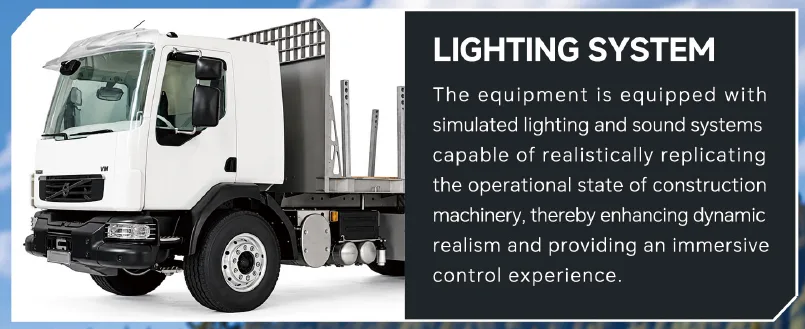 LIGHTING SYSTEM
The equipment is equipped with
simulated lighting and sound systems
capable of realistically replicating
the operational state of construction
machinery, thereby enhancing dynamic
realism and providing an immersive
control experience.
VM